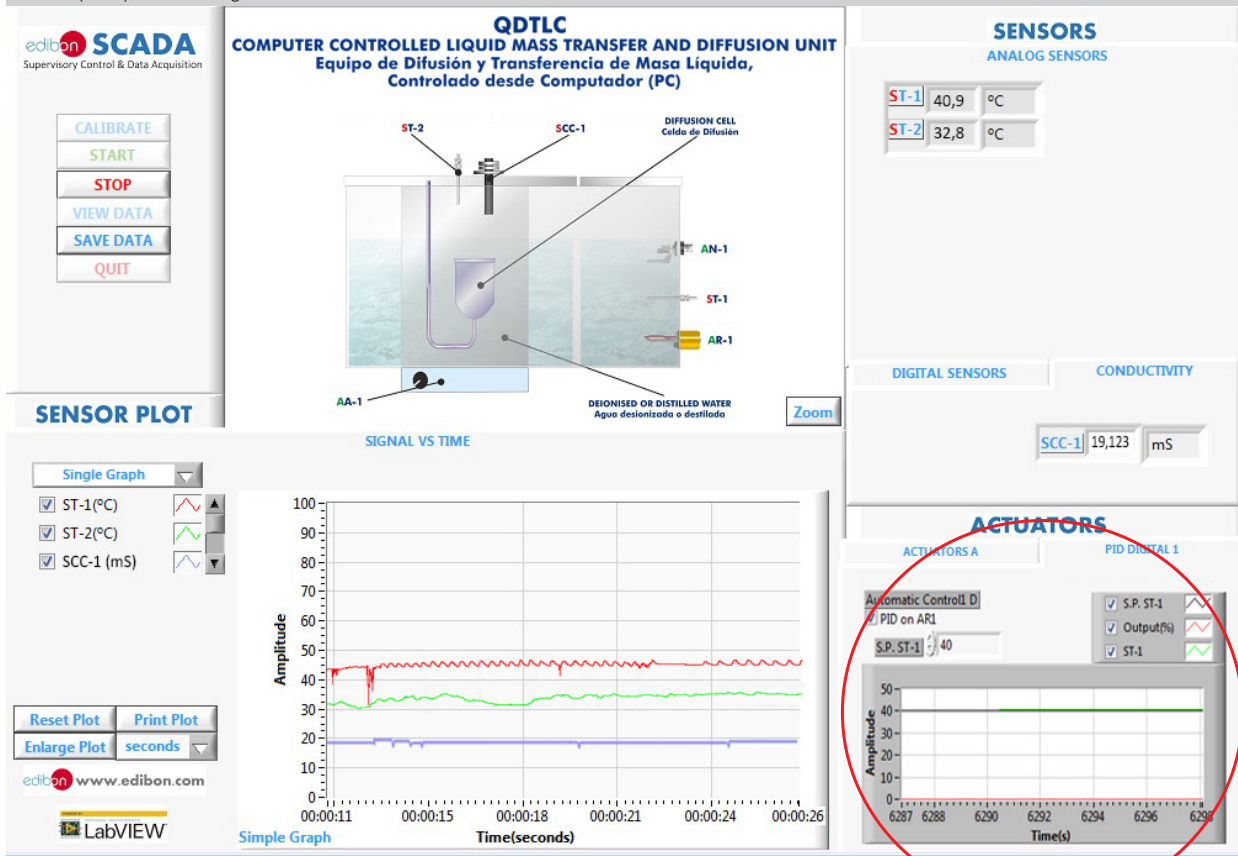 edibon SCADA
Supervisory Control & Data Acquisition
CALIBRATE
START
STOP
VIEW DATA
SAVE DATA
QUIT
QDTLC
COMPUTER CONTROLLED LIQUID MASS TRANSFER AND DIFFUSION UNIT
Equipo de Difusión y Transferencia de Masa Líquida,
Controlado desde Computador (PC)
ST-2
SCC-1
DIFFUSION CELL
Celda de Difusión
AN-1
ST-1
AR-1
AA-1
DEIONISED OR DISTILLED WATER
Agua desionizada o destilada
Zoom
SENSORS
ANALOG SENSORS
ST-1 40,9 ºC
ST-2 32,8 ºC
DIGITAL SENSORS
CONDUCTIVITY
SCC-1 19,123 mS
SENSOR PLOT
Single Graph
ST-1(ºC)
ST-2(ºC)
SCC-1 (mS)
Reset Plot Print Plot
Enlarge Plot seconds
edibon www.edibon.com
LabVIEW
SIGNAL VS TIME
Amplitude
100
90
80
70
60
50
40
30
20
10
0
00:00:11 00:00:15 00:00:18 00:00:21 00:00:24 00:00:26
Simple Graph
Time(seconds)
ACTUATORS
ACTUATORS A
PID DIGITAL 1
Automatic Control1 D
PID on AR1
S.P. ST-1 40
S.P. ST-1
Output(%)
ST-1
Amplitude
50
40
30
20
10
0
6287 6288 6290 6292 6294 6296 6298
Time(s)